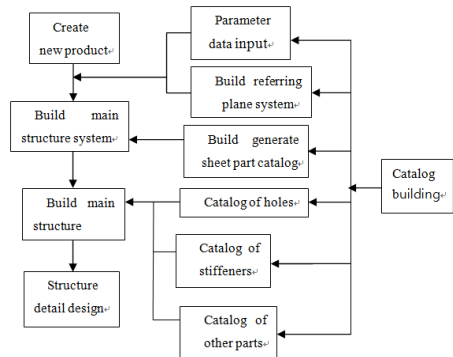 Create
new product
Parameter
data input
Build referring
plane system
Build main
structure system
Build generate
sheet part catalog
Catalog
building
Build main
structure
Catalog of holes
Catalog of
stiffeners
Structure
detail design
Catalog of
other parts